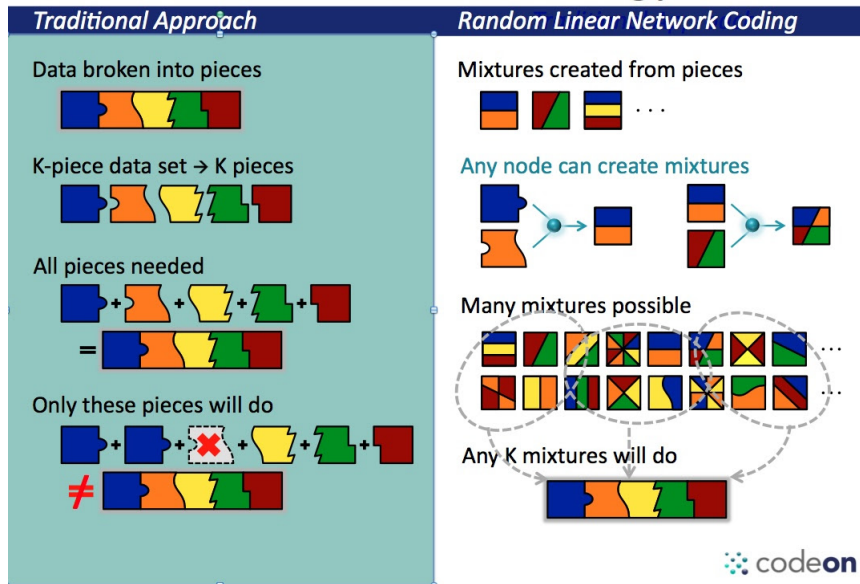 Traditional Approach
Data broken into pieces
K-piece data set → K pieces
All pieces needed
+ + + +
=
Only these pieces will do
+ + + + +
≠
Random Linear Network Coding
Mixtures created from pieces
...
Any node can create mixtures
Many mixtures possible
...
...
Any K mixtures will do
codeon